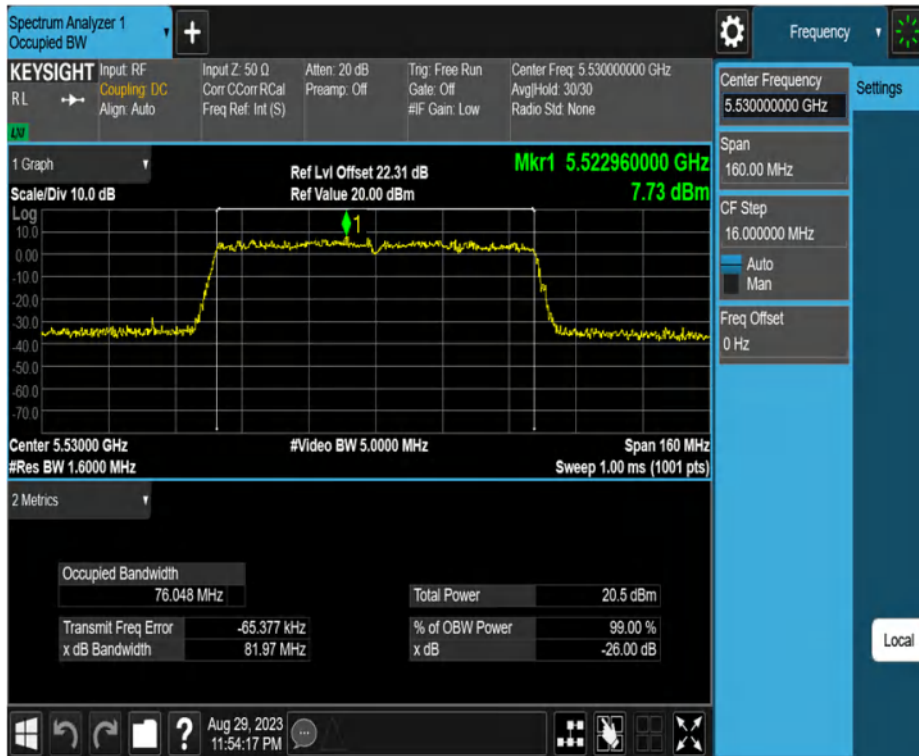 Spectrum Analyzer 1
Occupied BW
+
Frequency
KEYSIGHT
RL
LXI
Input: RF
Coupling: DC
Align: Auto
Input Z: 50 Ω
Corr CCorr RCal
Freq Ref: Int (S)
Atten: 20 dB
Preamp: Off
Trig: Free Run
Gate: Off
#IF Gain: Low
Center Freq: 5.530000000 GHz
Avg|Hold: 30/30
Radio Std: None
Center Frequency
5.530000000 GHz
Settings
Span
160.00 MHz
CF Step
16.000000 MHz
Auto
Man
Freq Offset
0 Hz
1 Graph
Scale/Div 10.0 dB
Ref Lvl Offset 22.31 dB
Ref Value 20.00 dBm
Mkr1 5.522960000 GHz
7.73 dBm
Log
10.0
0.00
-10.0
-20.0
-30.0
-40.0
-50.0
-60.0
-70.0
1
Center 5.53000 GHz
#Video BW 5.0000 MHz
Span 160 MHz
#Res BW 1.6000 MHz
Sweep 1.00 ms (1001 pts)
2 Metrics
Occupied Bandwidth
76.048 MHz
Total Power 20.5 dBm
Transmit Freq Error -65.377 kHz
% of OBW Power 99.00 %
x dB Bandwidth 81.97 MHz
x dB -26.00 dB
Local
?
Aug 29, 2023
11:54:17 PM